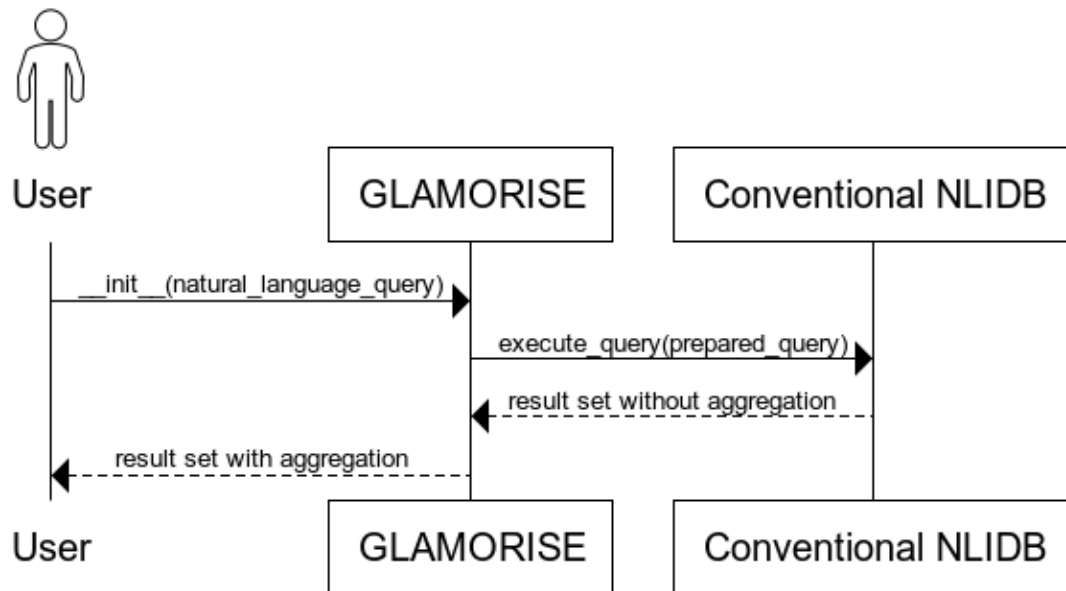 User
GLAMORISE
Conventional NLIDB
__init__(natural_language_query)
execute_query(prepared_query)
result set without aggregation
result set with aggregation
User
GLAMORISE
Conventional NLIDB